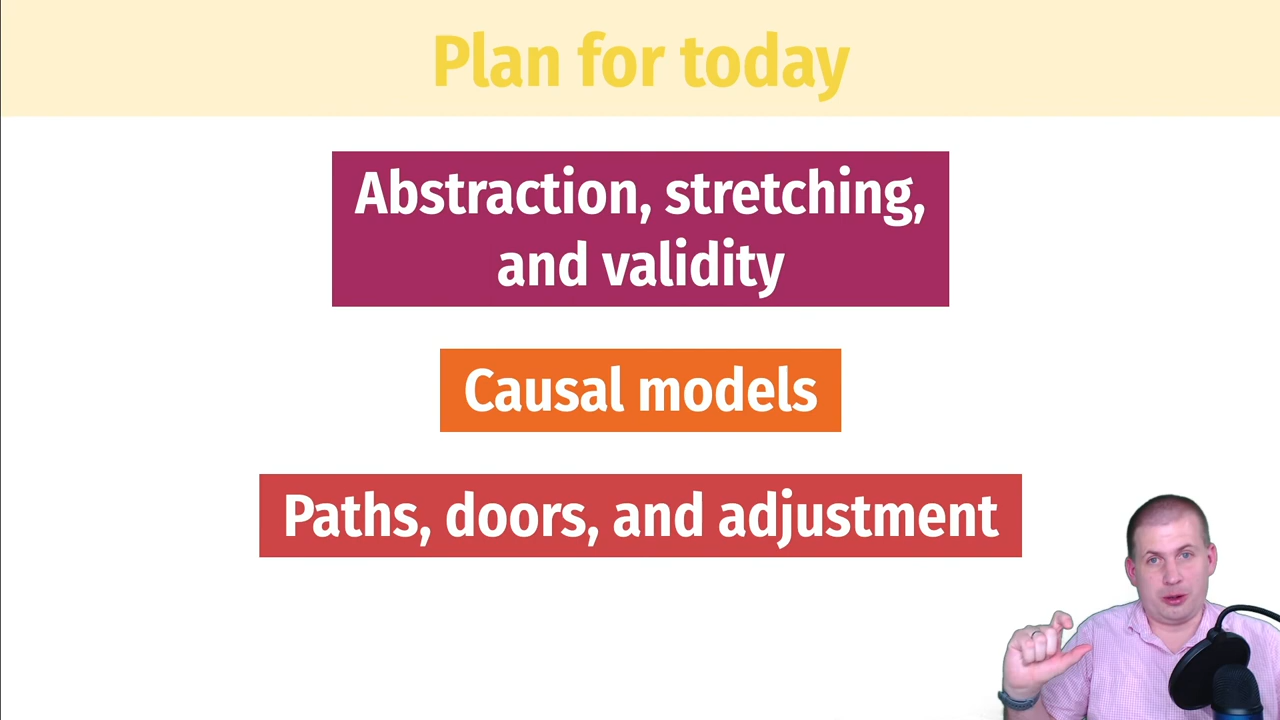 Plan for today
Abstraction, stretching,
and validity
Causal models
Paths, doors, and adjustment